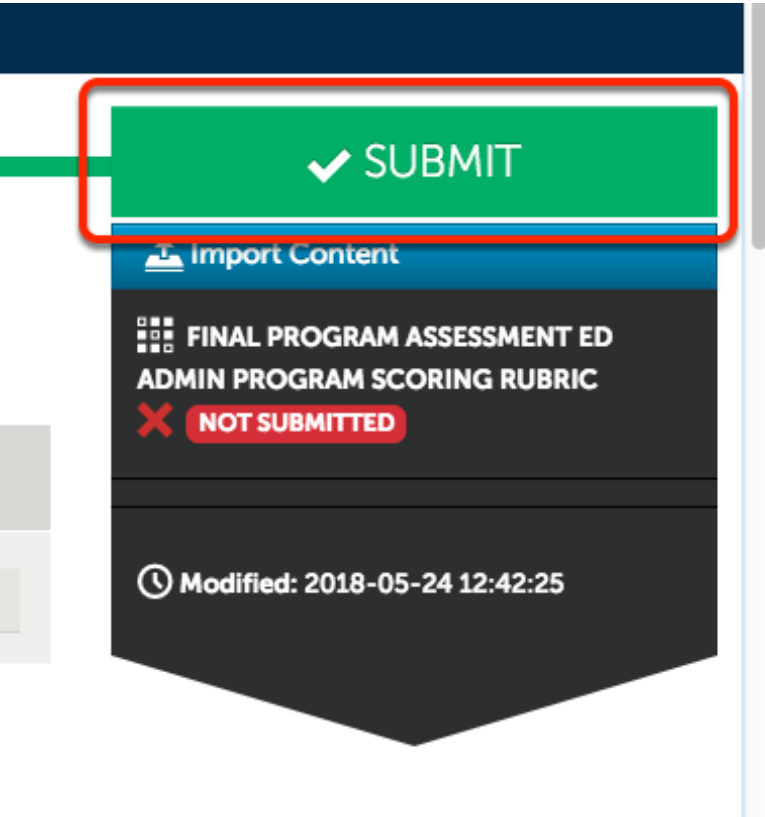 SUBMIT
Import Content
FINAL PROGRAM ASSESSMENT ED
ADMIN PROGRAM SCORING RUBRIC
NOT SUBMITTED
Modified: 2018-05-24 12:42:25